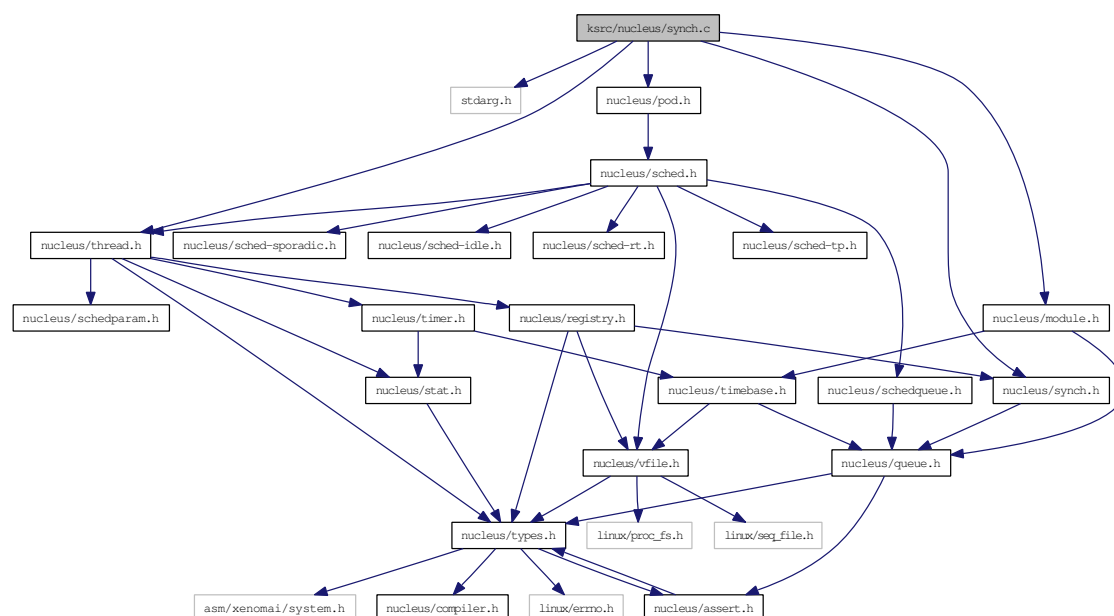 ksrc/nucleus/synch.c
stdarg.h
nucleus/pod.h
nucleus/sched.h
nucleus/thread.h
nucleus/sched-sporadic.h
nucleus/sched-idle.h
nucleus/sched-rt.h
nucleus/sched-tp.h
nucleus/schedparam.h
nucleus/timer.h
nucleus/registry.h
nucleus/module.h
nucleus/stat.h
nucleus/timebase.h
nucleus/schedqueue.h
nucleus/synch.h
nucleus/vfile.h
nucleus/queue.h
nucleus/types.h
linux/proc_fs.h
linux/seq_file.h
asm/xenomai/system.h
nucleus/compiler.h
linux/errno.h
nucleus/assert.h